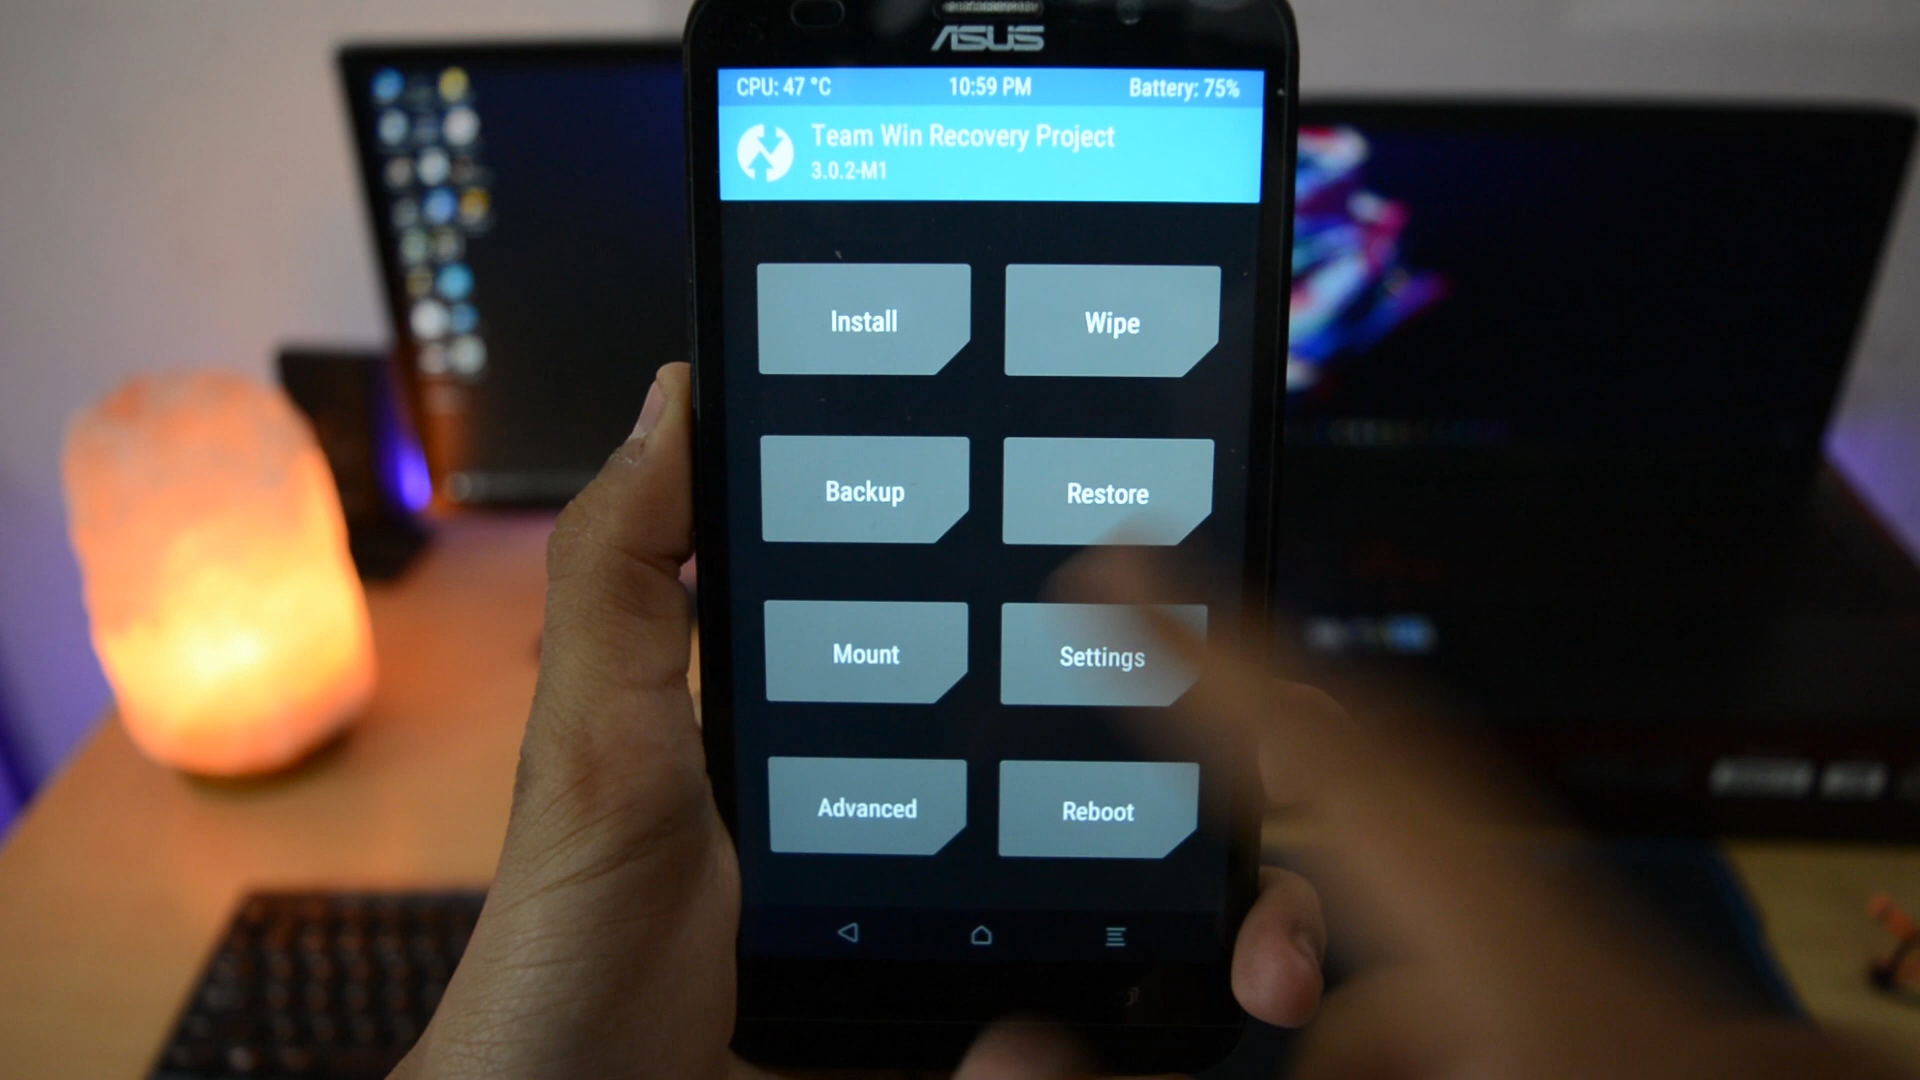 ASUS
CPU: 47 °C 10:59 PM Battery: 75%
Team Win Recovery Project
3.0.2-M1
Install Wipe
Backup Restore
Mount Settings
Advanced Reboot